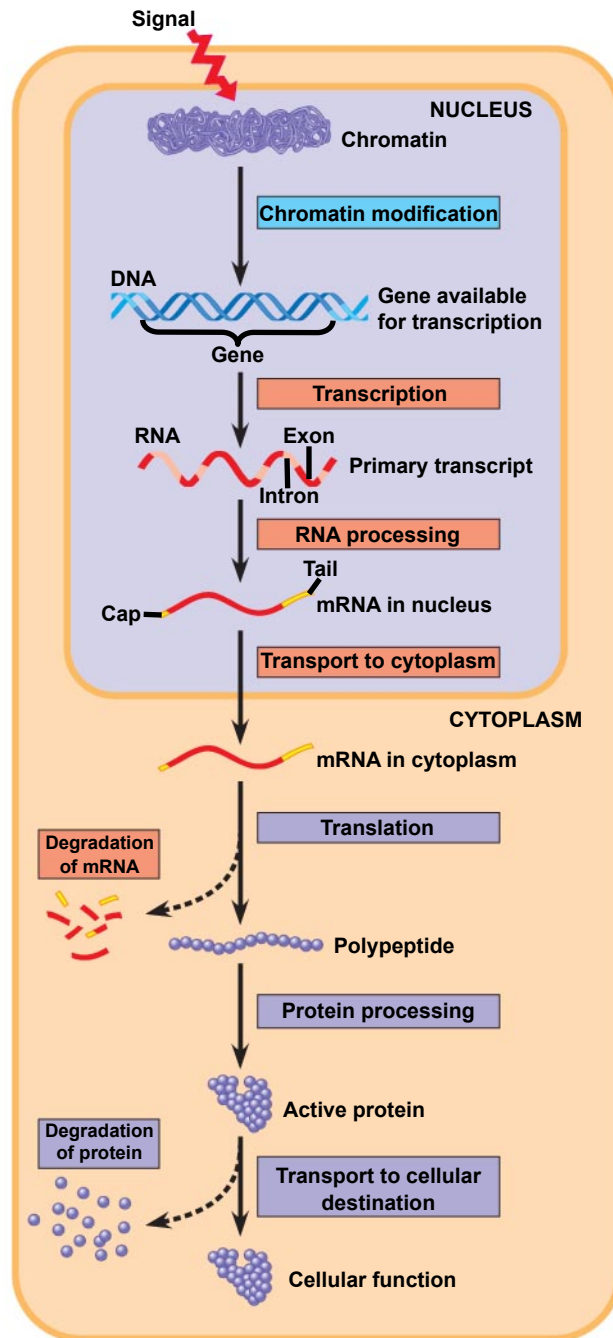 Signal
NUCLEUS
Chromatin
Chromatin modification
DNA
Gene available
for transcription
Gene
Transcription
RNA
Exon
Primary transcript
Intron
RNA processing
Tail
Cap
mRNA in nucleus
Transport to cytoplasm
CYTOPLASM
mRNA in cytoplasm
Translation
Degradation
of mRNA
Polypeptide
Protein processing
Active protein
Degradation
of protein
Transport to cellular
destination
Cellular function